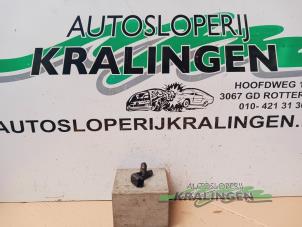 AUTOSLOPERIJ
KRALINGEN
HOOFDWEG 1
3067 GD ROTTER
010- 421 31 3
AUTOSLOPERIJKRALINGEN.
AUTOSLOPERIJ
KRALINGEN